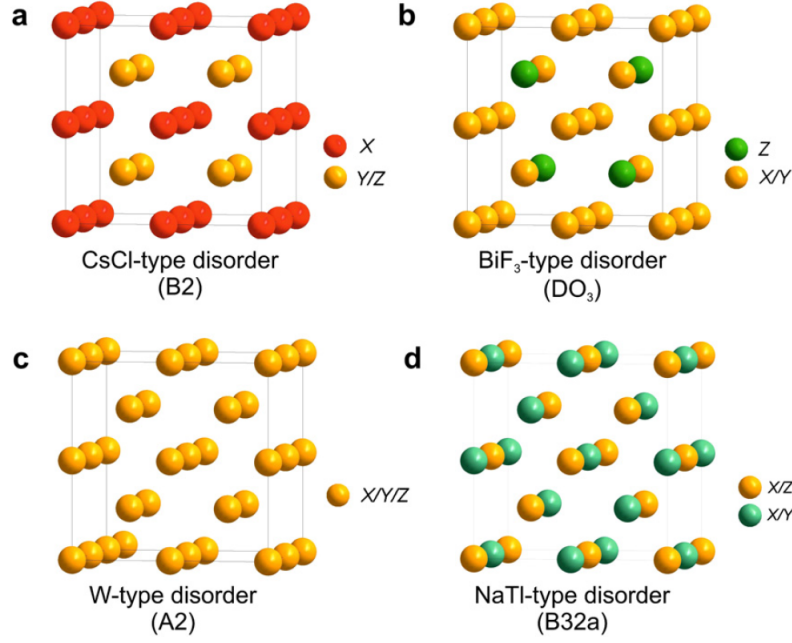 a
X
Y/Z
CsCl-type disorder
(B2)
b
Z
X/Y
BiF₃-type disorder
(DO₃)
c
X/Y/Z
W-type disorder
(A2)
d
X/Z
X/Y
NaTl-type disorder
(B32a)